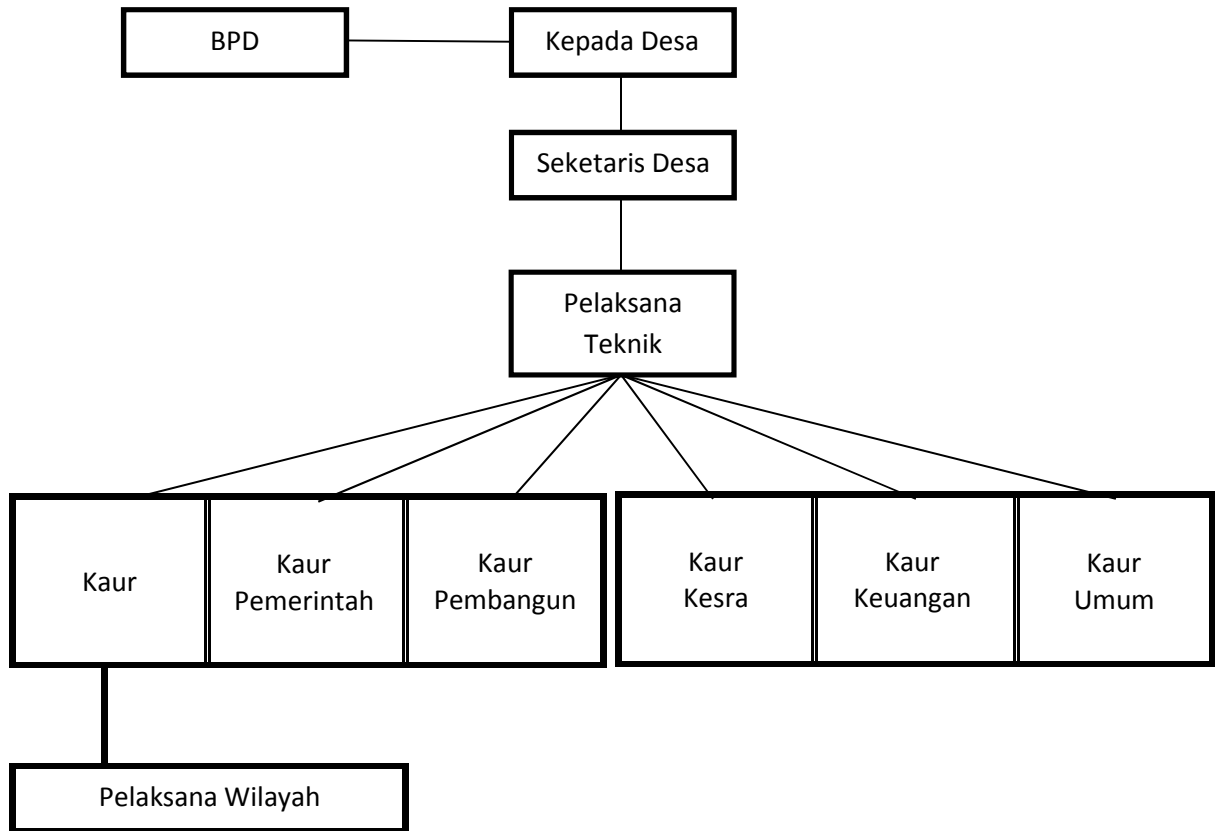 BPD
Kepada Desa
Seketaris Desa
Pelaksana
Teknik
Kaur
Kaur
Pemerintah
Kaur
Pembangun
Kaur
Kesra
Kaur
Keuangan
Kaur
Umum
Pelaksana Wilayah